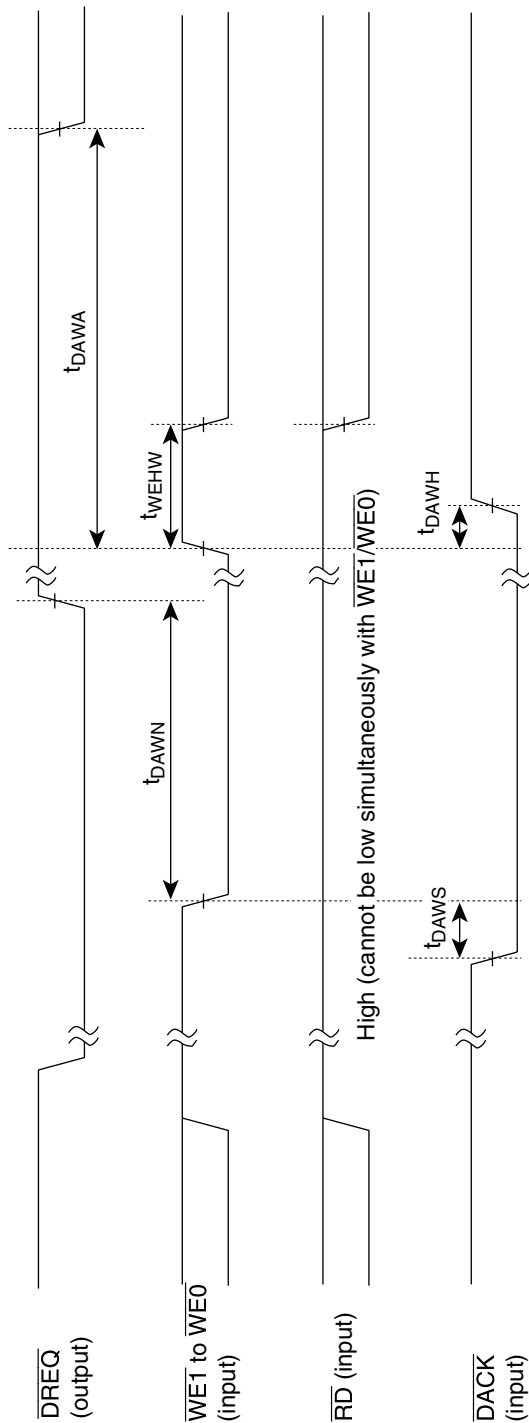 DREQ
(output)
tDAWN
tDAWA
WE1 to WE0
(input)
tWEHW
RD (input)
High (cannot be low simultaneously with WE1/WE0)
DACK
(input)
tDAWS
tDAWH